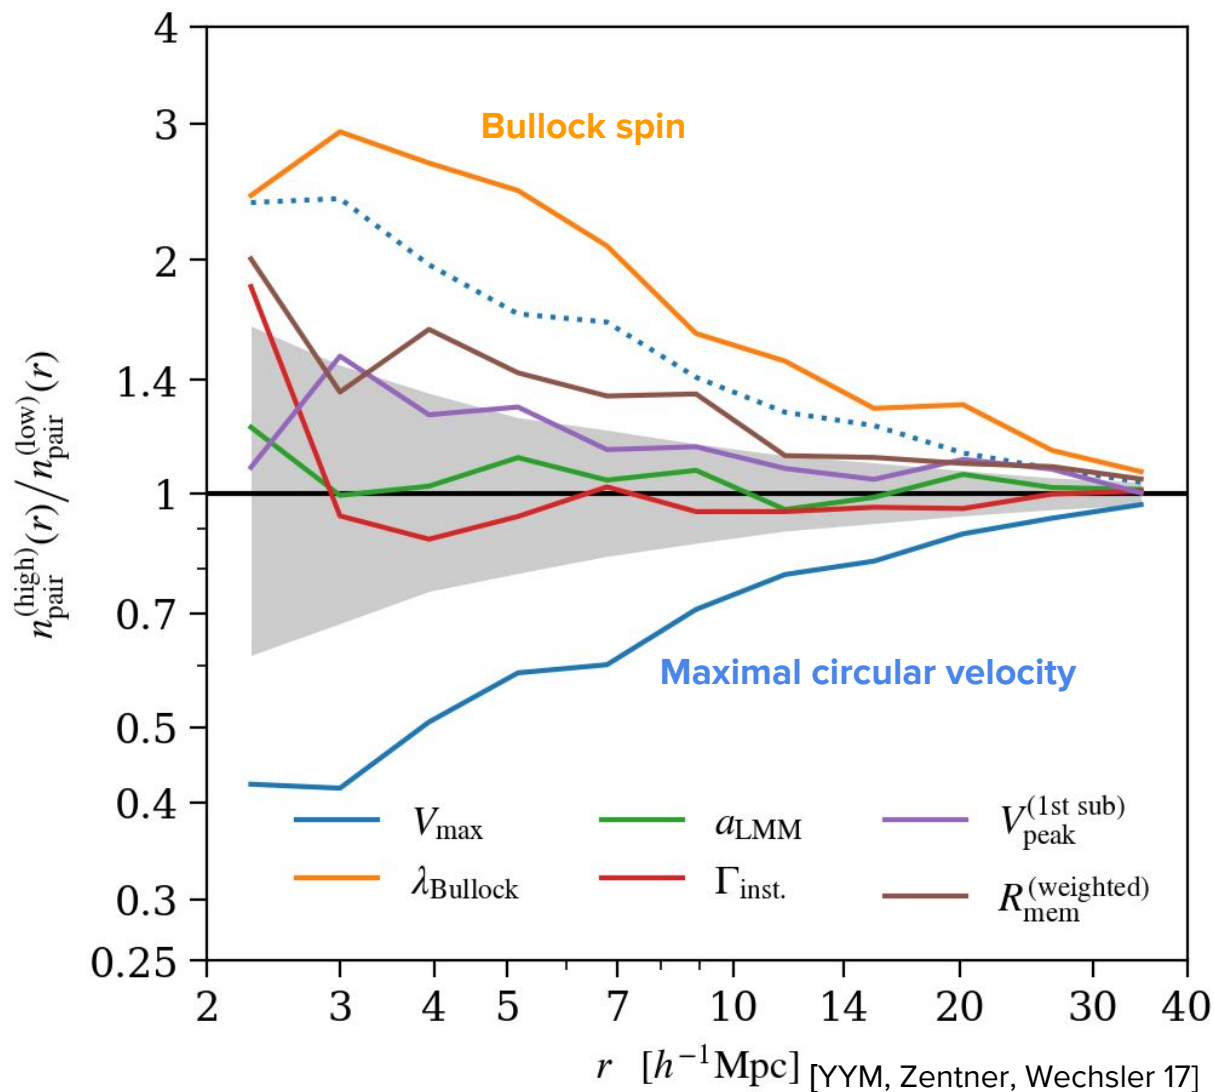 4
3
2
1.4
1
0.7
0.5
0.4
0.3
0.25
n_pair^(high)(r)/n_pair^(low)(r)
Bullock spin
Maximal circular velocity
V_max
a_LMM
V_peak^(1st sub)
λ_Bullock
Γ_inst.
R_mem^(weighted)
2 3 4 5 7 10 14 20 30 40
r [h⁻¹Mpc]
[YYM, Zentner, Wechsler 17]